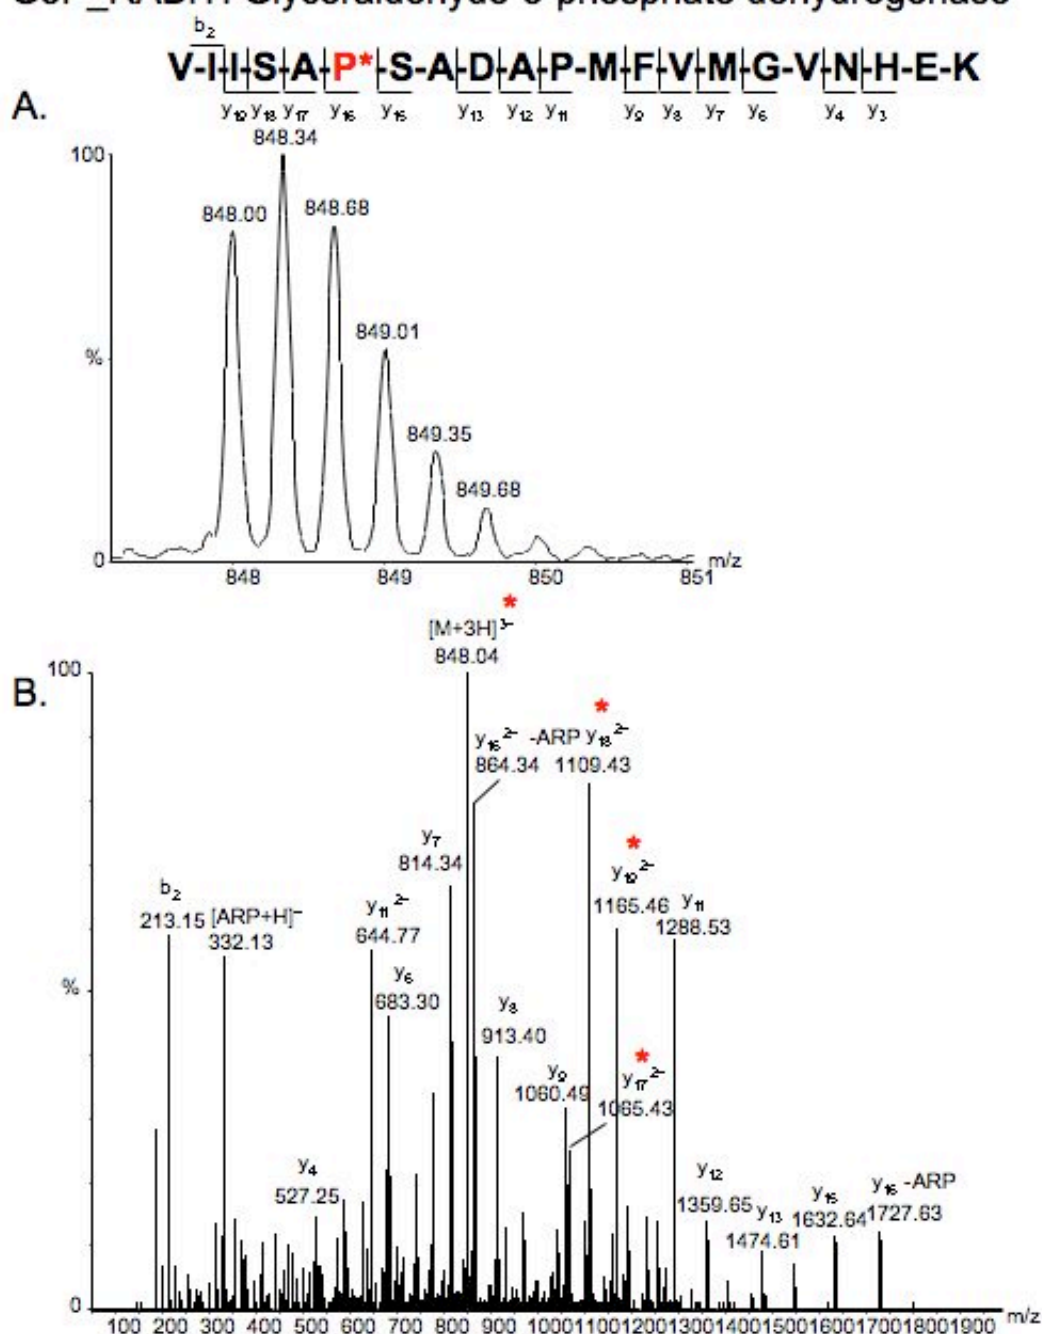 V-I-I-S-A-P*-S-A-D-A-P-M-F-V-M-G-V-N-H-E-K
b2
y19 y18 y17 y16 y15 y13 y12 y11 y9 y8 y7 y6 y4 y3
A.
100
%
0
848.00
848.34
848.68
849.01
849.35
849.68
848 849 850 851
m/z
*
[M+3H]3+
848.04
B.
100
%
0
y16 2+ -ARP
864.34
*
y18 2+
1109.43
y7
814.34
*
y19 2+
1165.46
y11
1288.53
b2
213.15
[ARP+H]+
332.13
y11 2+
644.77
y6
683.30
y8
913.40
*
y9
1060.49
y17 2+
1065.43
y4
527.25
y12
1359.65
y13
1474.61
y15
1632.64
y16 -ARP
1727.63
100 200 300 400 500 600 700 800 900 1000 1100 1200 1300 1400 1500 1600 1700 1800 1900
m/z